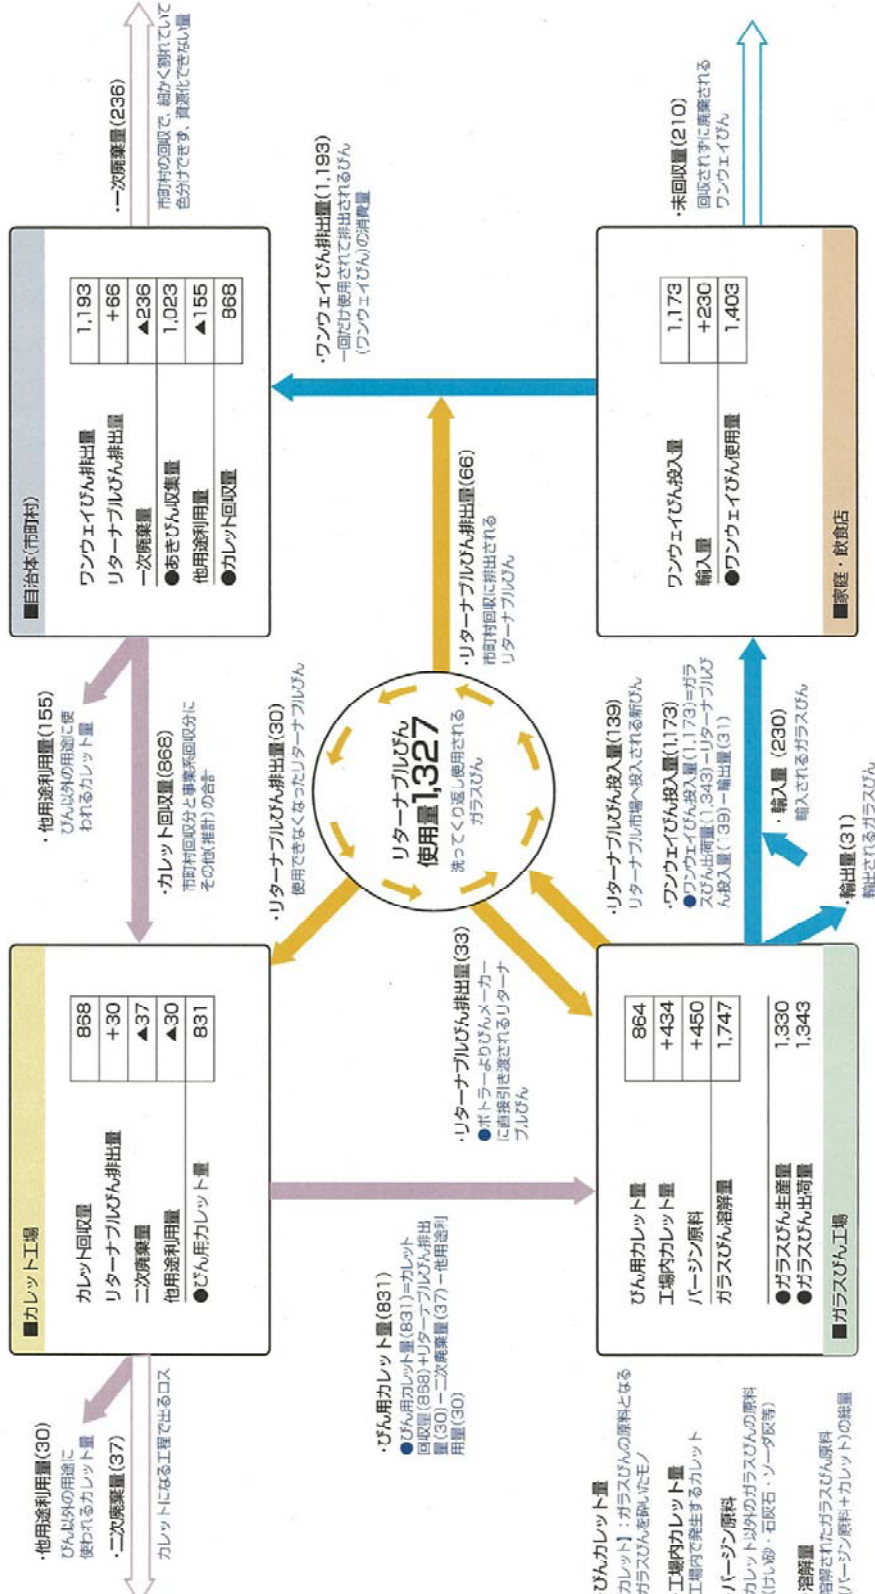 ■カレット工場
カレット回収量 868
リターナブルびん排出量 +30
二次廃棄量 ▲37
他用途利用量 ▲30
●びん用カレット量 831
・他用途利用量(30)
びん以外の用途に
使われるカレット量
・二次廃棄量(37)
カレットになる工程で出るロス
・他用途利用量(155)
びん以外の用途に使
われるカレット量
・カレット回収量(868)
市町村回収分と事業系回収分に
その他(推計)の合計
■自治体(市町村)
ワンウェイびん排出量 1,193
リターナブルびん排出量 +66
一次廃棄量 ▲236
●あきびん収集量 1,023
他用途利用量 ▲155
●カレット回収量 868
・一次廃棄量(236)
市町村の回収で、細かく割れていて
色分けできず、資源化できない量
・びん用カレット量(831)
●びん用カレット量(831)=カレット
回収量(868)+リターナブルびん排出
量(30)−二次廃棄量(37)−他用途利
用量(30)
・リターナブルびん排出量(30)
使用できなくなったリターナブルびん
・リターナブルびん排出量(33)
●ボトラーよりびんメーカー
に直接引き渡されるリターナ
ブルびん
リターナブルびん
使用量1,327
洗ってくり返し使用される
ガラスびん
・リターナブルびん排出量(66)
市町村回収に排出される
リターナブルびん
・ワンウェイびん排出量(1,193)
一回だけ使用されて排出されるびん
(ワンウェイびん)の消費量
びんカレット量
カレット】:ガラスびんの原料となる
ガラスびんを砕いたモノ
・工場内カレット量
工場内で発生するカレット
・バージン原料
カレット以外のガラスびんの原料
けい砂・石灰石・ソーダ灰等)
溶解量
溶解されたガラスびん原料
バージン原料+カレット)の総量
びん用カレット量 864
工場内カレット量 +434
バージン原料 +450
ガラスびん溶解量 1,747
●ガラスびん生産量 1,330
●ガラスびん出荷量 1,343
■ガラスびん工場
・リターナブルびん投入量(139)
リターナブル市場へ投入される新びん
・ワンウェイびん投入量(1,173)
●ワンウェイびん投入量(1,173)=ガラ
スびん出荷量(1,343)−リターナブルび
ん投入量(139)−輸出量(31)
・輸入量 (230)
輸入されるガラスびん
・輸出量(31)
輸出されるガラスびん
ワンウェイびん投入量 1,173
輸入量 +230
●ワンウェイびん使用量 1,403
■家庭・飲食店
・未回収量(210)
回収されずに廃棄される
ワンウェイびん